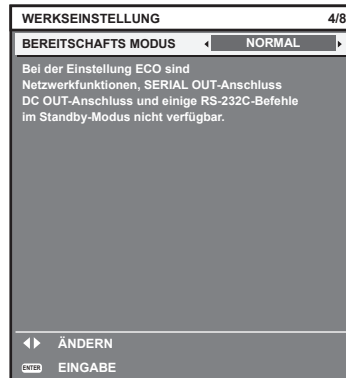 WERKSEINSTELLUNG 4/8
BEREITSCHAFTS MODUS NORMAL
Bei der Einstellung ECO sind
Netzwerkfunktionen, SERIAL OUT-Anschluss
DC OUT-Anschluss und einige RS-232C-Befehle
im Standby-Modus nicht verfügbar.
ÄNDERN
ENTER EINGABE